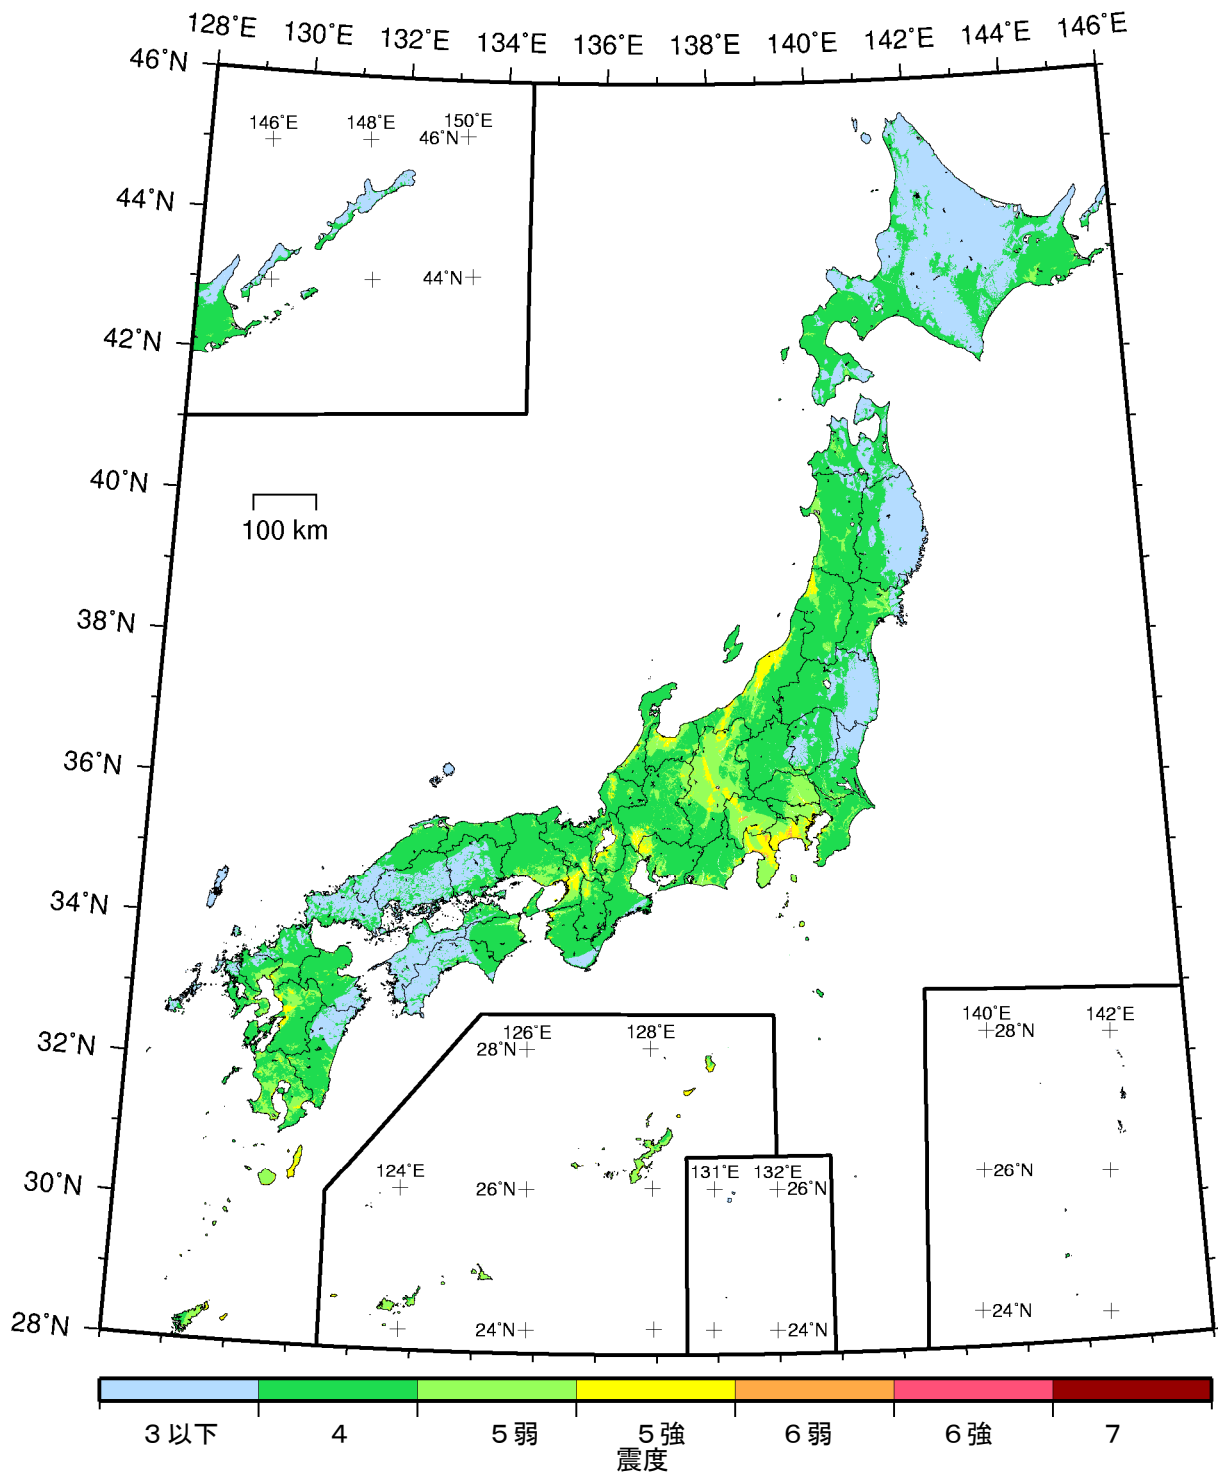 128°E 130°E 132°E 134°E 136°E 138°E 140°E 142°E 144°E 146°E
46°N
146°E 148°E 150°E
46°N
44°N
44°N
42°N
40°N
100 km
38°N
36°N
34°N
32°N
126°E 128°E
28°N
140°E 142°E
28°N
30°N
124°E
26°N
131°E 132°E
26°N
26°N
28°N
24°N
24°N
24°N
3以下 4 5弱 5強 6弱 6強 7
震度